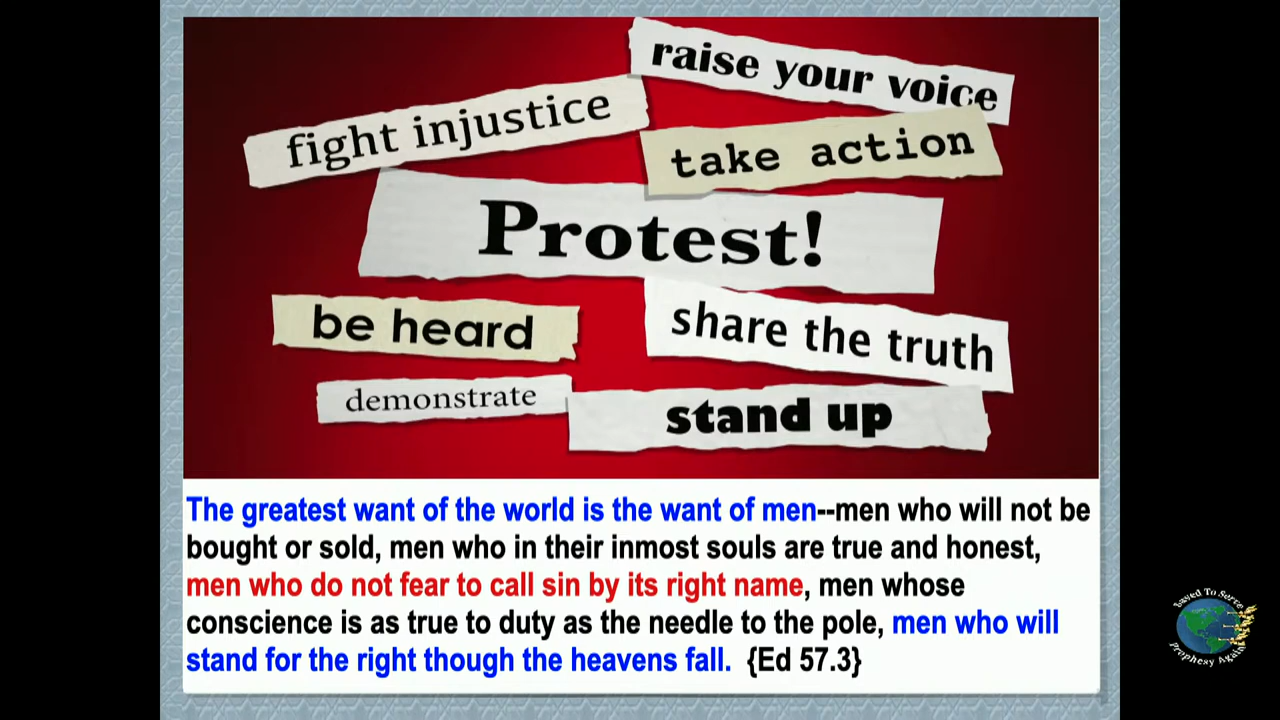 raise your voice
fight injustice
take action
Protest!
be heard
share the truth
demonstrate
stand up
The greatest want of the world is the want of men--men who will not be
bought or sold, men who in their inmost souls are true and honest,
men who do not fear to call sin by its right name, men whose
conscience is as true to duty as the needle to the pole, men who will
stand for the right though the heavens fall. {Ed 57.3}
To Serve
Prophesy Again